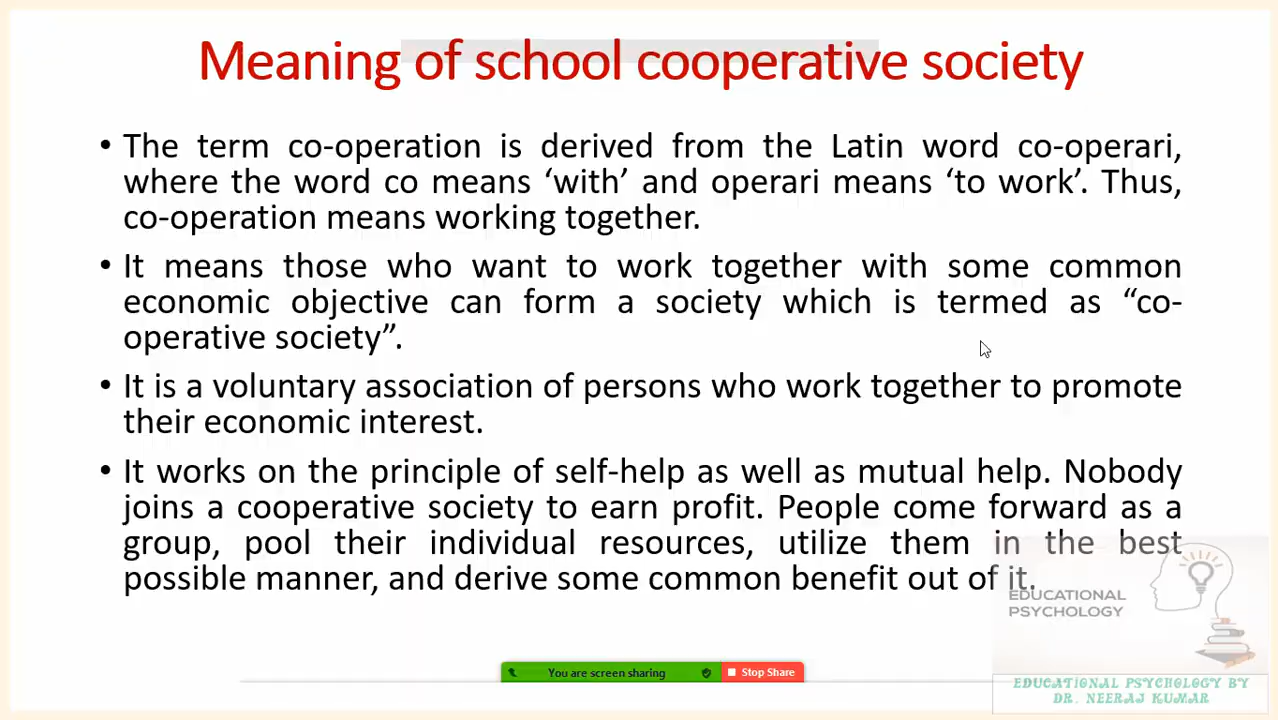 Meaning of school cooperative society
• The term co-operation is derived from the Latin word co-operari,
where the word co means ‘with’ and operari means ‘to work’. Thus,
co-operation means working together.
• It means those who want to work together with some common
economic objective can form a society which is termed as “co-
operative society”.
• It is a voluntary association of persons who work together to promote
their economic interest.
• It works on the principle of self-help as well as mutual help. Nobody
joins a cooperative society to earn profit. People come forward as a
group, pool their individual resources, utilize them in the best
possible manner, and derive some common benefit out of it.
EDUCATIONAL
PSYCHOLOGY
You are screen sharing
Stop Share
EDUCATIONAL PSYCHOLOGY BY
DR. NEERAJ KUMAR